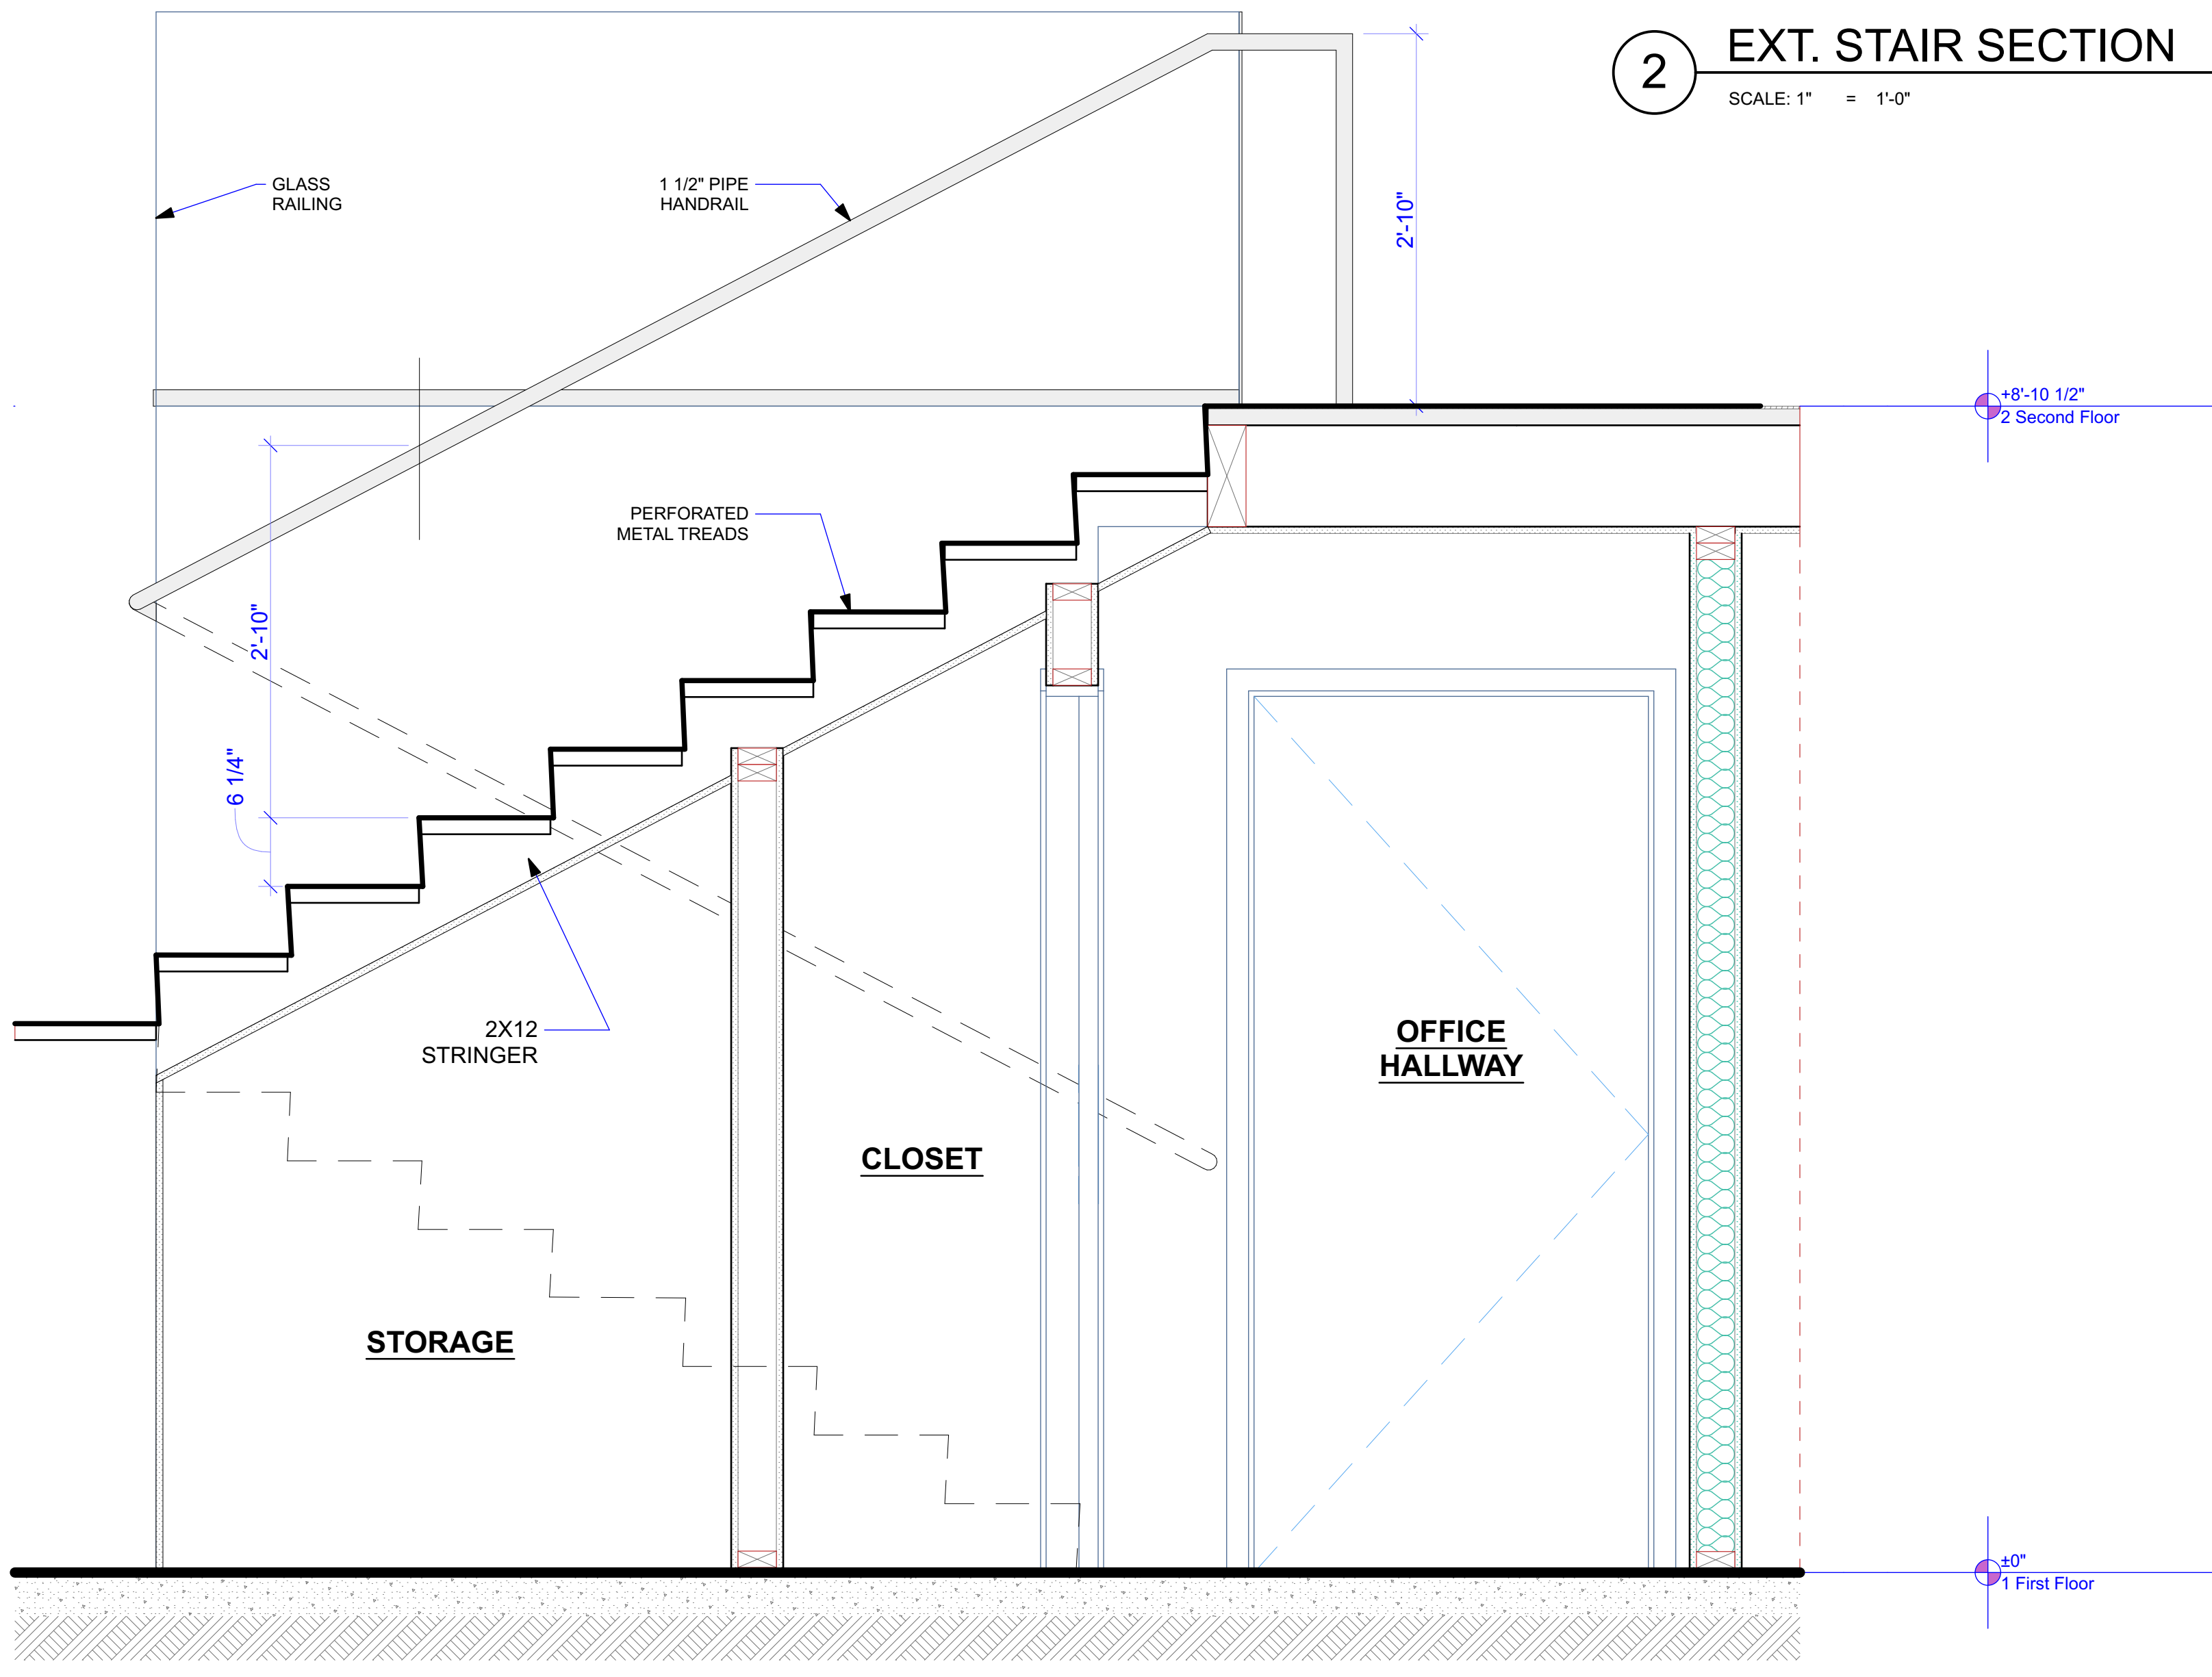 2
EXT. STAIR SECTION
SCALE: 1" = 1'-0"
GLASS
RAILING
1 1/2" PIPE
HANDRAIL
2'-10"
+8'-10 1/2"
2 Second Floor
PERFORATED
METAL TREADS
2'-10"
6 1/4"
2X12
STRINGER
OFFICE
HALLWAY
CLOSET
STORAGE
±0"
1 First Floor